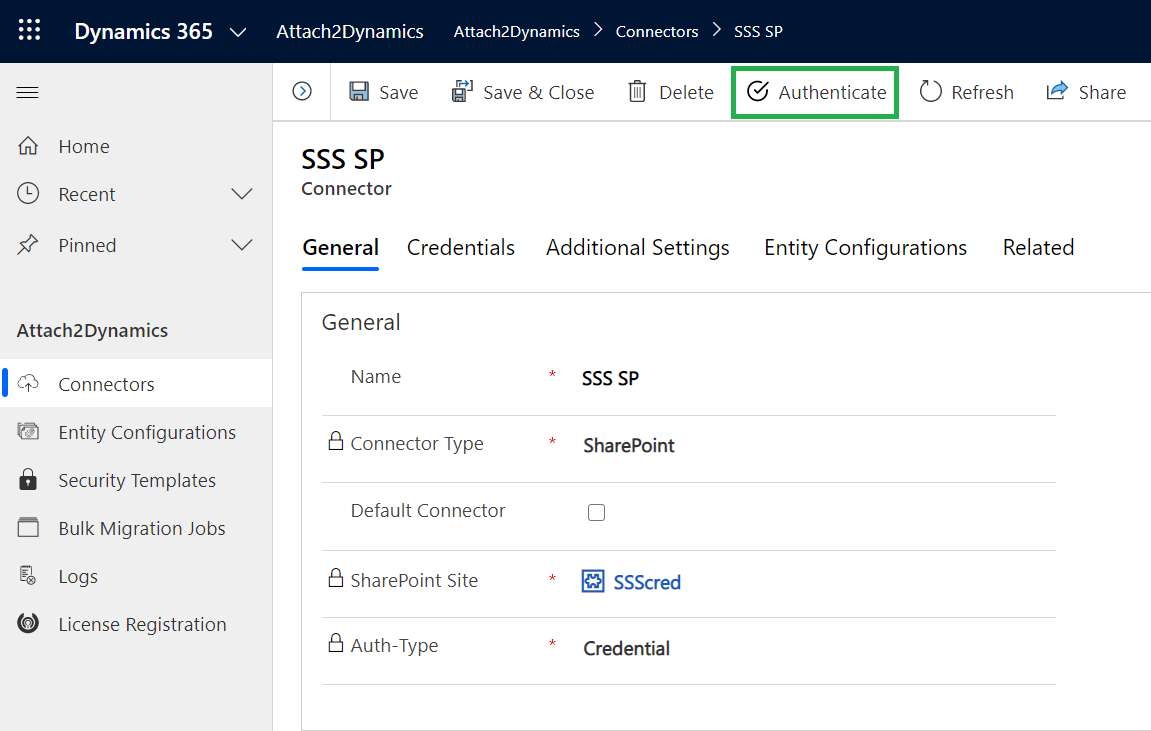 Dynamics 365 Attach2Dynamics Attach2Dynamics Connectors SSS SP
Save Save & Close Delete Authenticate Refresh Share
Home
Recent
Pinned
Attach2Dynamics
Connectors
Entity Configurations
Security Templates
Bulk Migration Jobs
Logs
License Registration
SSS SP
Connector
General Credentials Additional Settings Entity Configurations Related
General
Name * SSS SP
Connector Type * SharePoint
Default Connector
SharePoint Site * SSScred
Auth-Type * Credential